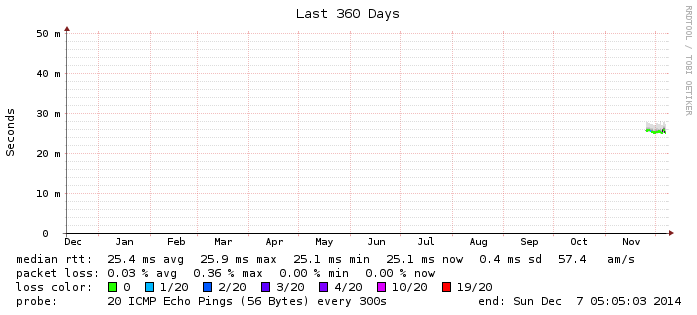 Last 360 Days
RRDTOOL / TOBI OETIKER
Seconds
50 m
40 m
30 m
20 m
10 m
0
Dec Jan Feb Mar Apr May Jun Jul Aug Sep Oct Nov
median rtt: 25.4 ms avg 25.9 ms max 25.1 ms min 25.1 ms now 0.4 ms sd 57.4 am/s
packet loss: 0.03 % avg 0.36 % max 0.00 % min 0.00 % now
loss color: 0 1/20 2/20 3/20 4/20 10/20 19/20
probe: 20 ICMP Echo Pings (56 Bytes) every 300s end: Sun Dec 7 05:05:03 2014